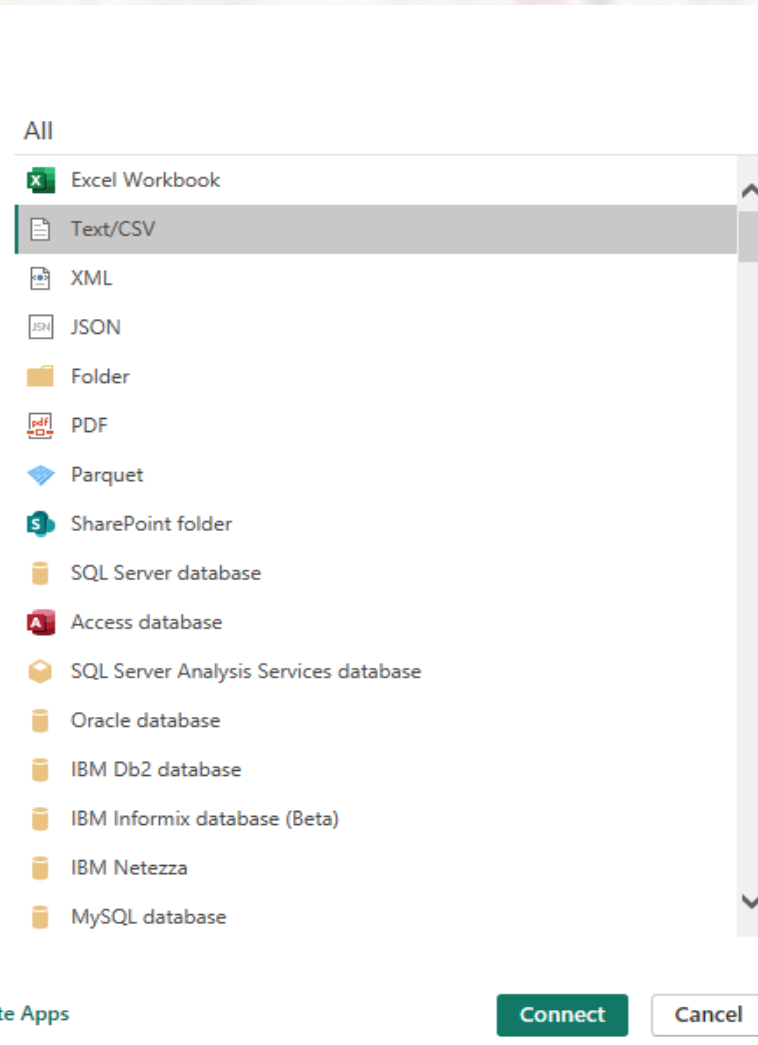 All
Excel Workbook
Text/CSV
XML
JSN JSON
Folder
pdf PDF
Parquet
S SharePoint folder
SQL Server database
A Access database
SQL Server Analysis Services database
Oracle database
IBM Db2 database
IBM Informix database (Beta)
IBM Netezza
MySQL database
te Apps Connect Cancel